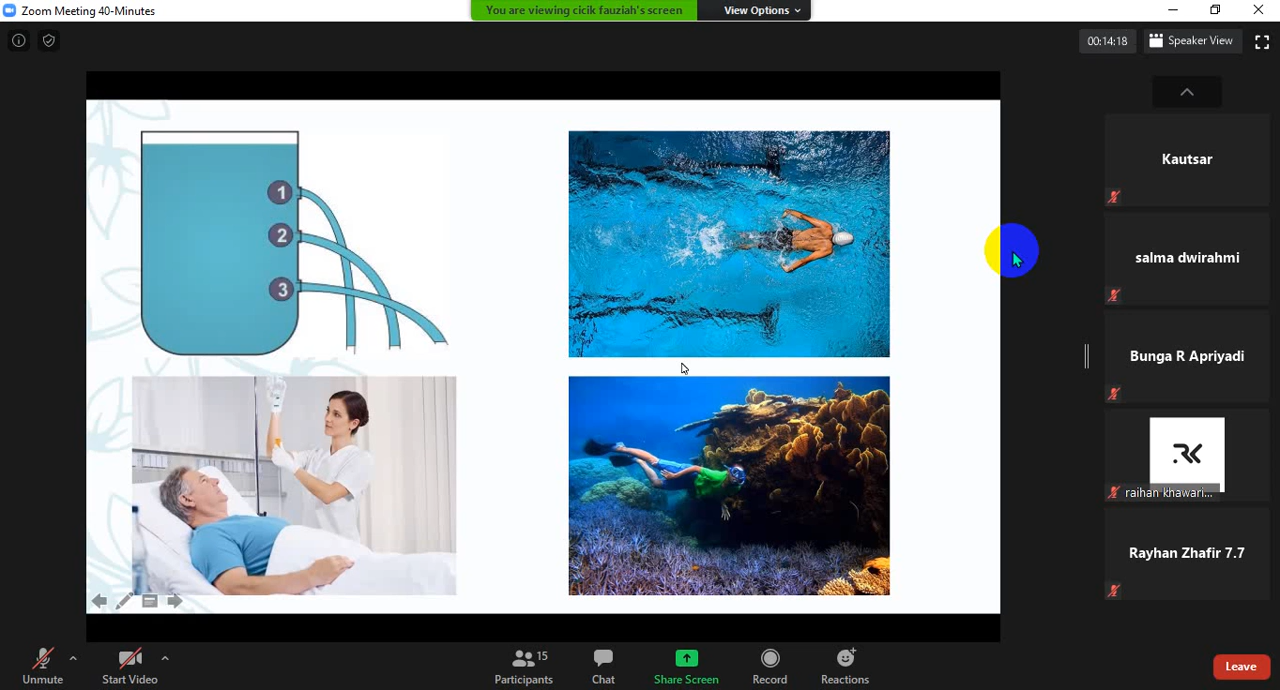 Zoom Meeting 40-Minutes
You are viewing cicik fauziah's screen
View Options
00:14:18
Speaker View
Kautsar
salma dwirahmi
Bunga R Apriyadi
.RK
raihan khawari...
Rayhan Zhafir 7.7
1
2
3
Unmute
Start Video
15
Participants
Chat
Share Screen
Record
Reactions
Leave